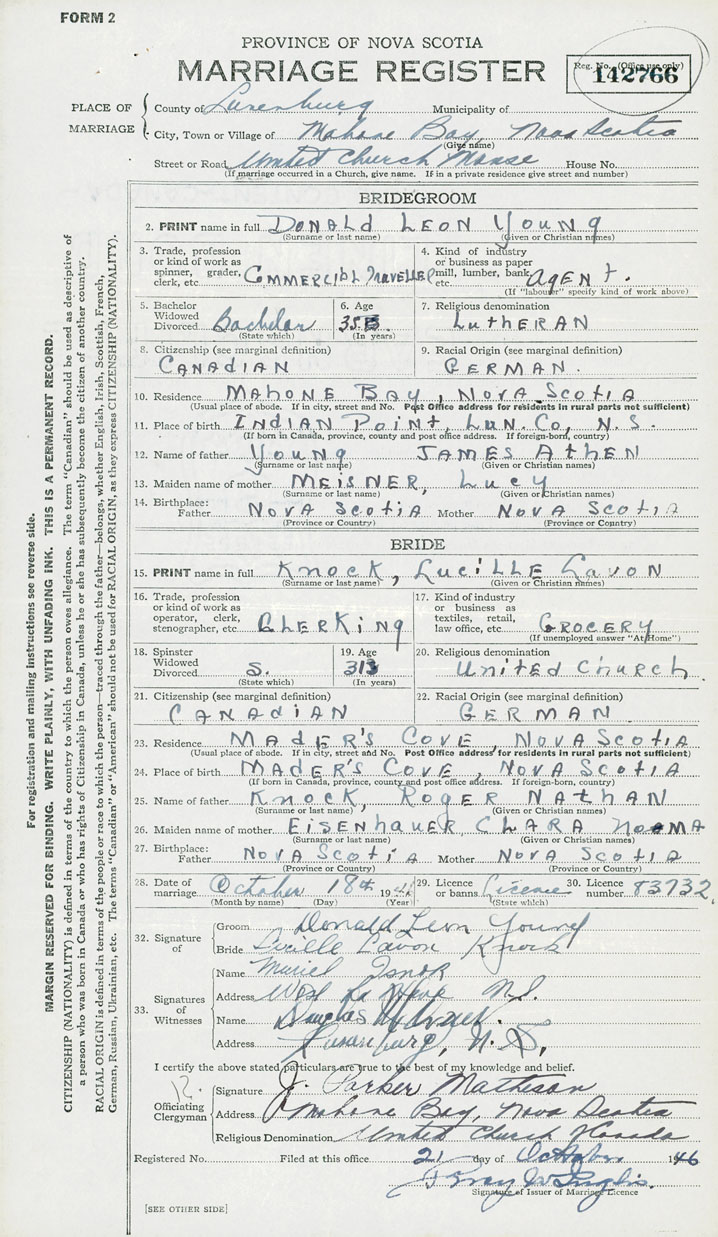 FORM 2
PROVINCE OF NOVA SCOTIA
MARRIAGE REGISTER
Reg. No. (Office use only)
142766
PLACE OF MARRIAGE
County of Lunenburg Municipality of
City, Town or Village of Mahone Bay, Nova Scotia
(Give name)
Street or Road United Church Manse House No.
(If marriage occurred in a Church, give name. If in a private residence give street and number)
BRIDEGROOM
2. PRINT name in full DONALD LEON YOUNG
(Surname or last name) (Given or Christian names)
3. Trade, profession or kind of work as spinner, grader, clerk, etc. COMMERCIAL TRAVELLER
4. Kind of industry or business as paper mill, lumber, bank, etc. AGENT.
(If "labourer" specify kind of work above)
5. Bachelor Widowed Divorced Bachelor
(State which)
6. Age 35
(In years)
7. Religious denomination LUTHERAN
8. Citizenship (see marginal definition) CANADIAN
9. Racial Origin (see marginal definition) GERMAN.
10. Residence MAHONE BAY, NOVA SCOTIA
(Usual place of abode. If in city, street and No. Post Office address for residents in rural parts not sufficient)
11. Place of birth INDIAN POINT, LUN. CO, N. S.
(If born in Canada, province, county and post office address. If foreign-born, country)
12. Name of father YOUNG JAMES ATHEN
(Surname or last name) (Given or Christian names)
13. Maiden name of mother MEISNER, LUCY
(Surname or last name) (Given or Christian names)
14. Birthplace: Father NOVA SCOTIA Mother NOVA SCOTIA
(Province or Country) (Province or Country)
BRIDE
15. PRINT name in full KNOCK, LUCILLE LAVON
(Surname or last name) (Given or Christian names)
16. Trade, profession or kind of work as operator, clerk, stenographer, etc. CLERKING
17. Kind of industry or business as textiles, retail, law office, etc. GROCERY
(If unemployed answer "At Home")
18. Spinster Widowed Divorced S.
(State which)
19. Age 31
(In years)
20. Religious denomination UNITED CHURCH
21. Citizenship (see marginal definition) CANADIAN
22. Racial Origin (see marginal definition) GERMAN
23. Residence MADER'S COVE, NOVA SCOTIA
(Usual place of abode. If in city, street and No. Post Office address for residents in rural parts not sufficient)
24. Place of birth MADER'S COVE, NOVA SCOTIA
(If born in Canada, province, county and post office address. If foreign-born, country)
25. Name of father KNOCK, ROGER NATHAN
(Surname or last name) (Given or Christian names)
26. Maiden name of mother EISENHAUER CLARA NORMA
(Surname or last name) (Given or Christian names)
27. Birthplace: Father NOVA SCOTIA Mother NOVA SCOTIA
(Province or Country) (Province or Country)
28. Date of marriage October 18th 1946
(Month by name) (Day) (Year)
29. Licence or banns License
(State which)
30. Licence number 83732
32. Signature of
Groom Donald Leon Young
Bride Lucille Lavon Knock
33. Signatures of Witnesses
Name Muriel Isnor
Address West La Have N.S.
Name Douglas
Address Lunenburg, N. S,
I certify the above stated particulars are true to the best of my knowledge and belief.
Officiating Clergyman
Signature J. Parker Matheson
Address Mahone Bay, Nova Scotia
Religious Denomination United Church Canada
Registered No. Filed at this office 21 day of October 1946
Signature of Issuer of Marriage Licence
[SEE OTHER SIDE]
For registration and mailing instructions see reverse side.
MARGIN RESERVED FOR BINDING. WRITE PLAINLY, WITH UNFADING INK. THIS IS A PERMANENT RECORD.
CITIZENSHIP (NATIONALITY) is defined in terms of the country to which the person owes allegiance. The term "Canadian" should be used as descriptive of
a person who was born in Canada or who has rights of Citizenship in Canada, unless he or she has subsequently become the citizen of another country.
RACIAL ORIGIN is defined in terms of the people or race to which the person—traced through the father—belongs, whether English, Irish, Scottish, French,
German, Russian, Ukrainian, etc. The terms "Canadian" or "American" should not be used for RACIAL ORIGIN, as they express CITIZENSHIP (NATIONALITY).